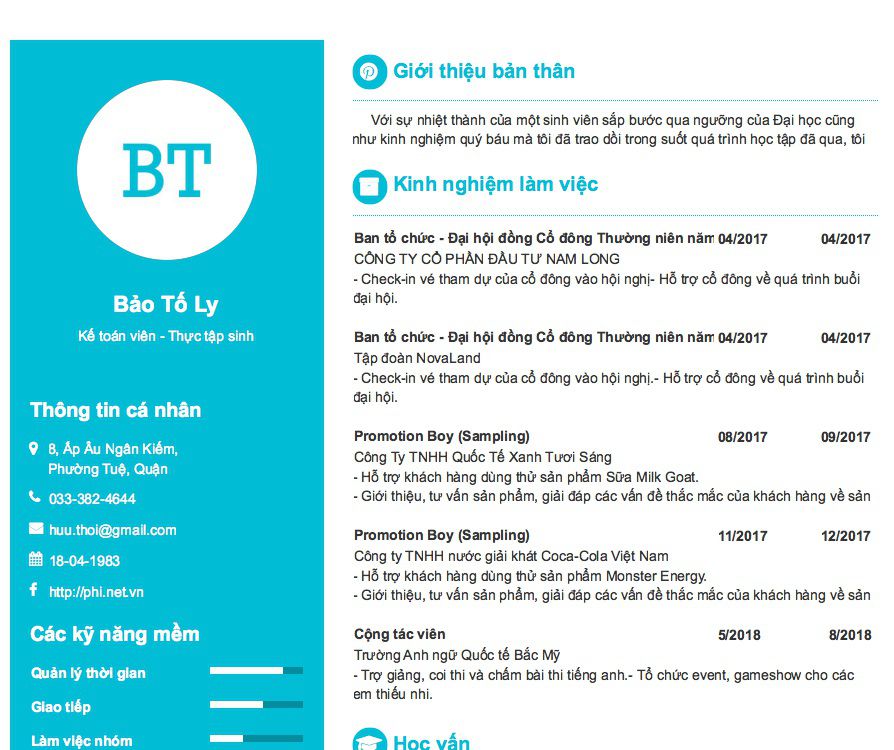 BT
Bảo Tố Ly
Kế toán viên - Thực tập sinh
Thông tin cá nhân
8, Ấp Âu Ngân Kiếm,
Phường Tuệ, Quận
033-382-4644
huu.thoi@gmail.com
18-04-1983
http://phi.net.vn
Các kỹ năng mềm
Quản lý thời gian
Giao tiếp
Làm việc nhóm
Giới thiệu bản thân
Với sự nhiệt thành của một sinh viên sắp bước qua ngưỡng của Đại học cũng
như kinh nghiệm quý báu mà tôi đã trao dồi trong suốt quá trình học tập đã qua, tôi
Kinh nghiệm làm việc
Ban tổ chức - Đại hội đồng Cổ đông Thường niên năm 04/2017 04/2017
CÔNG TY CỔ PHẦN ĐẦU TƯ NAM LONG
- Check-in vé tham dự của cổ đông vào hội nghị- Hỗ trợ cổ đông về quá trình buổi
đại hội.
Ban tổ chức - Đại hội đồng Cổ đông Thường niên năm 04/2017 04/2017
Tập đoàn NovaLand
- Check-in vé tham dự của cổ đông vào hội nghị.- Hỗ trợ cổ đông về quá trình buổi
đại hội.
Promotion Boy (Sampling) 08/2017 09/2017
Công Ty TNHH Quốc Tế Xanh Tươi Sáng
- Hỗ trợ khách hàng dùng thử sản phẩm Sữa Milk Goat.
- Giới thiệu, tư vấn sản phẩm, giải đáp các vấn đề thắc mắc của khách hàng về sản
Promotion Boy (Sampling) 11/2017 12/2017
Công ty TNHH nước giải khát Coca-Cola Việt Nam
- Hỗ trợ khách hàng dùng thử sản phẩm Monster Energy.
- Giới thiệu, tư vấn sản phẩm, giải đáp các vấn đề thắc mắc của khách hàng về sản
Cộng tác viên 5/2018 8/2018
Trường Anh ngữ Quốc tế Bắc Mỹ
- Trợ giảng, coi thi và chấm bài thi tiếng anh.- Tổ chức event, gameshow cho các
em thiếu nhi.
Học vấn